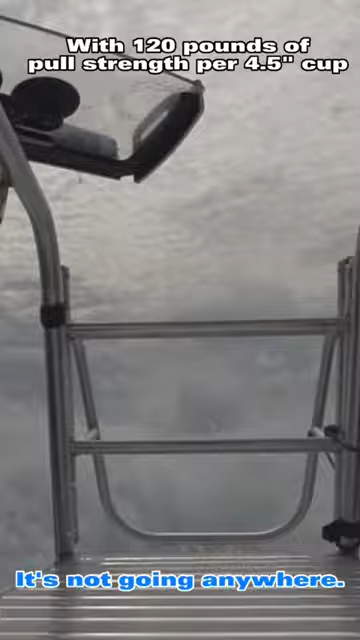 With 120 pounds of
pull strength per 4.5" cup
It's not going anywhere.